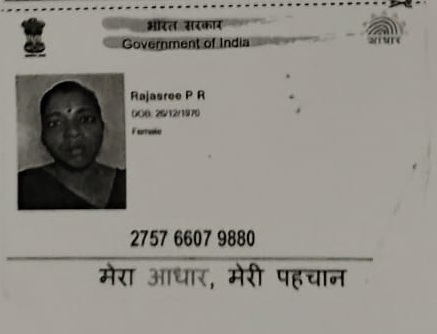 भारत सरकार
Government of India
आधार
Rajasree P R
DOB: 26/12/1970
Female
2757 6607 9880
मेरा आधार, मेरी पहचान